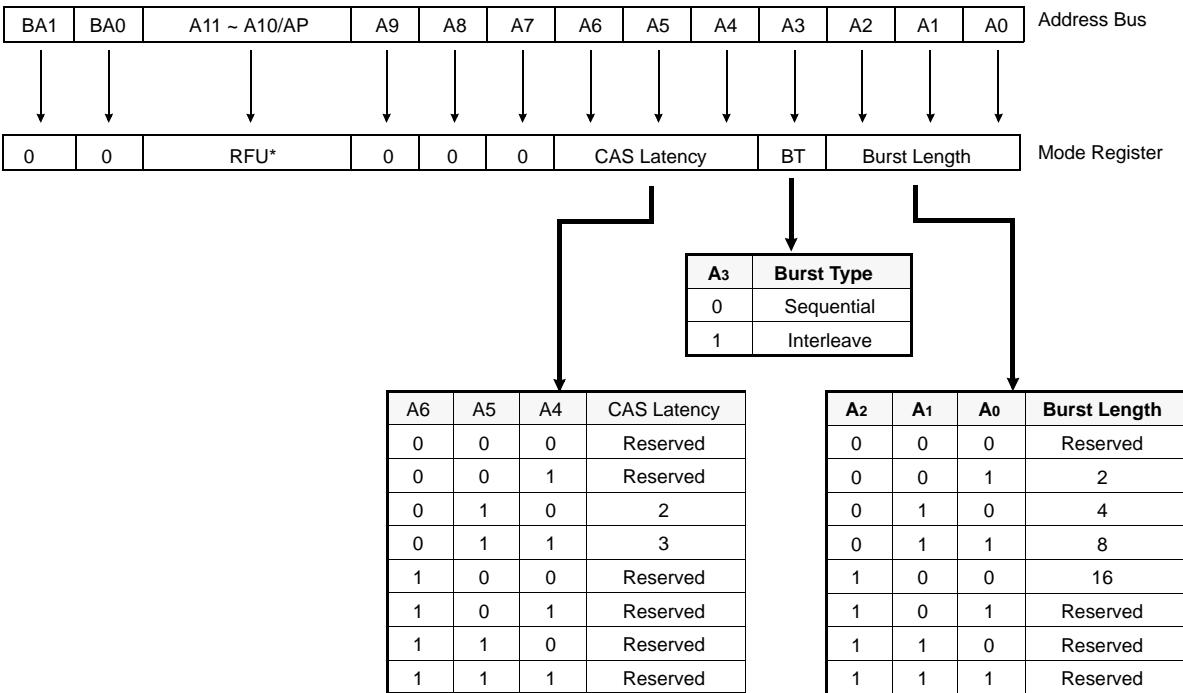 BA1 BA0 A11 ~ A10/AP A9 A8 A7 A6 A5 A4 A3 A2 A1 A0 Address Bus
0 0 RFU* 0 0 0 CAS Latency BT Burst Length Mode Register
A3 Burst Type
0 Sequential
1 Interleave
A6 A5 A4 CAS Latency
0 0 0 Reserved
0 0 1 Reserved
0 1 0 2
0 1 1 3
1 0 0 Reserved
1 0 1 Reserved
1 1 0 Reserved
1 1 1 Reserved
A2 A1 A0 Burst Length
0 0 0 Reserved
0 0 1 2
0 1 0 4
0 1 1 8
1 0 0 16
1 0 1 Reserved
1 1 0 Reserved
1 1 1 Reserved